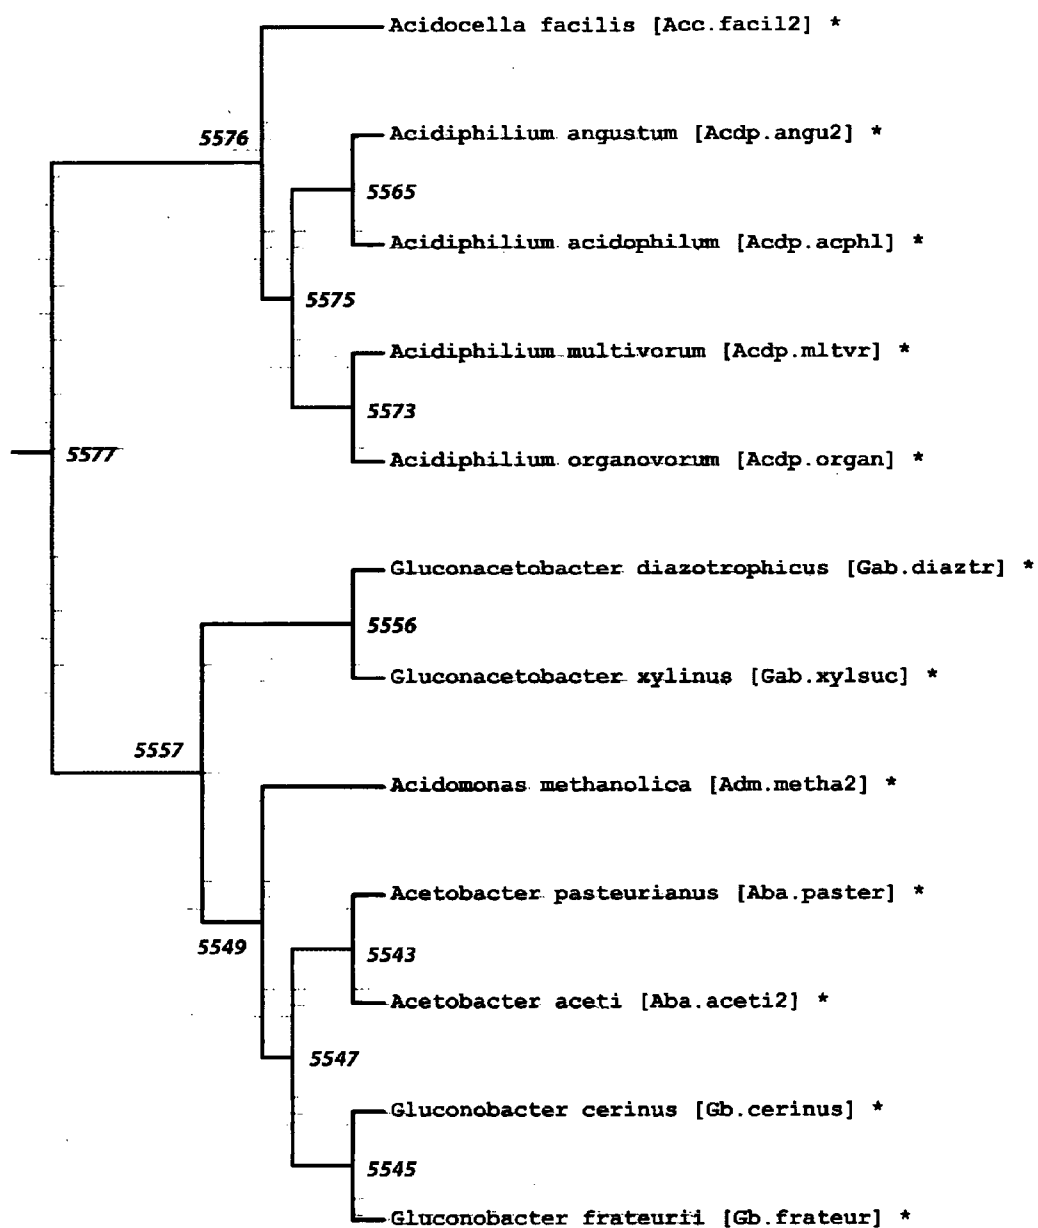 Acidocella facilis [Acc.facil2] *
5576
Acidiphilium angustum [Acdp.angu2] *
5565
Acidiphilium acidophilum [Acdp.acphl] *
5575
Acidiphilium multivorum [Acdp.mltvr] *
5573
5577
Acidiphilium organovorum [Acdp.organ] *
Gluconacetobacter diazotrophicus [Gab.diaztr] *
5556
Gluconacetobacter xylinus [Gab.xylsuc] *
5557
Acidomonas methanolica [Adm.metha2] *
Acetobacter pasteurianus [Aba.paster] *
5549
5543
Acetobacter aceti [Aba.aceti2] *
5547
Gluconobacter cerinus [Gb.cerinus] *
5545
Gluconobacter frateurii [Gb.frateur] *